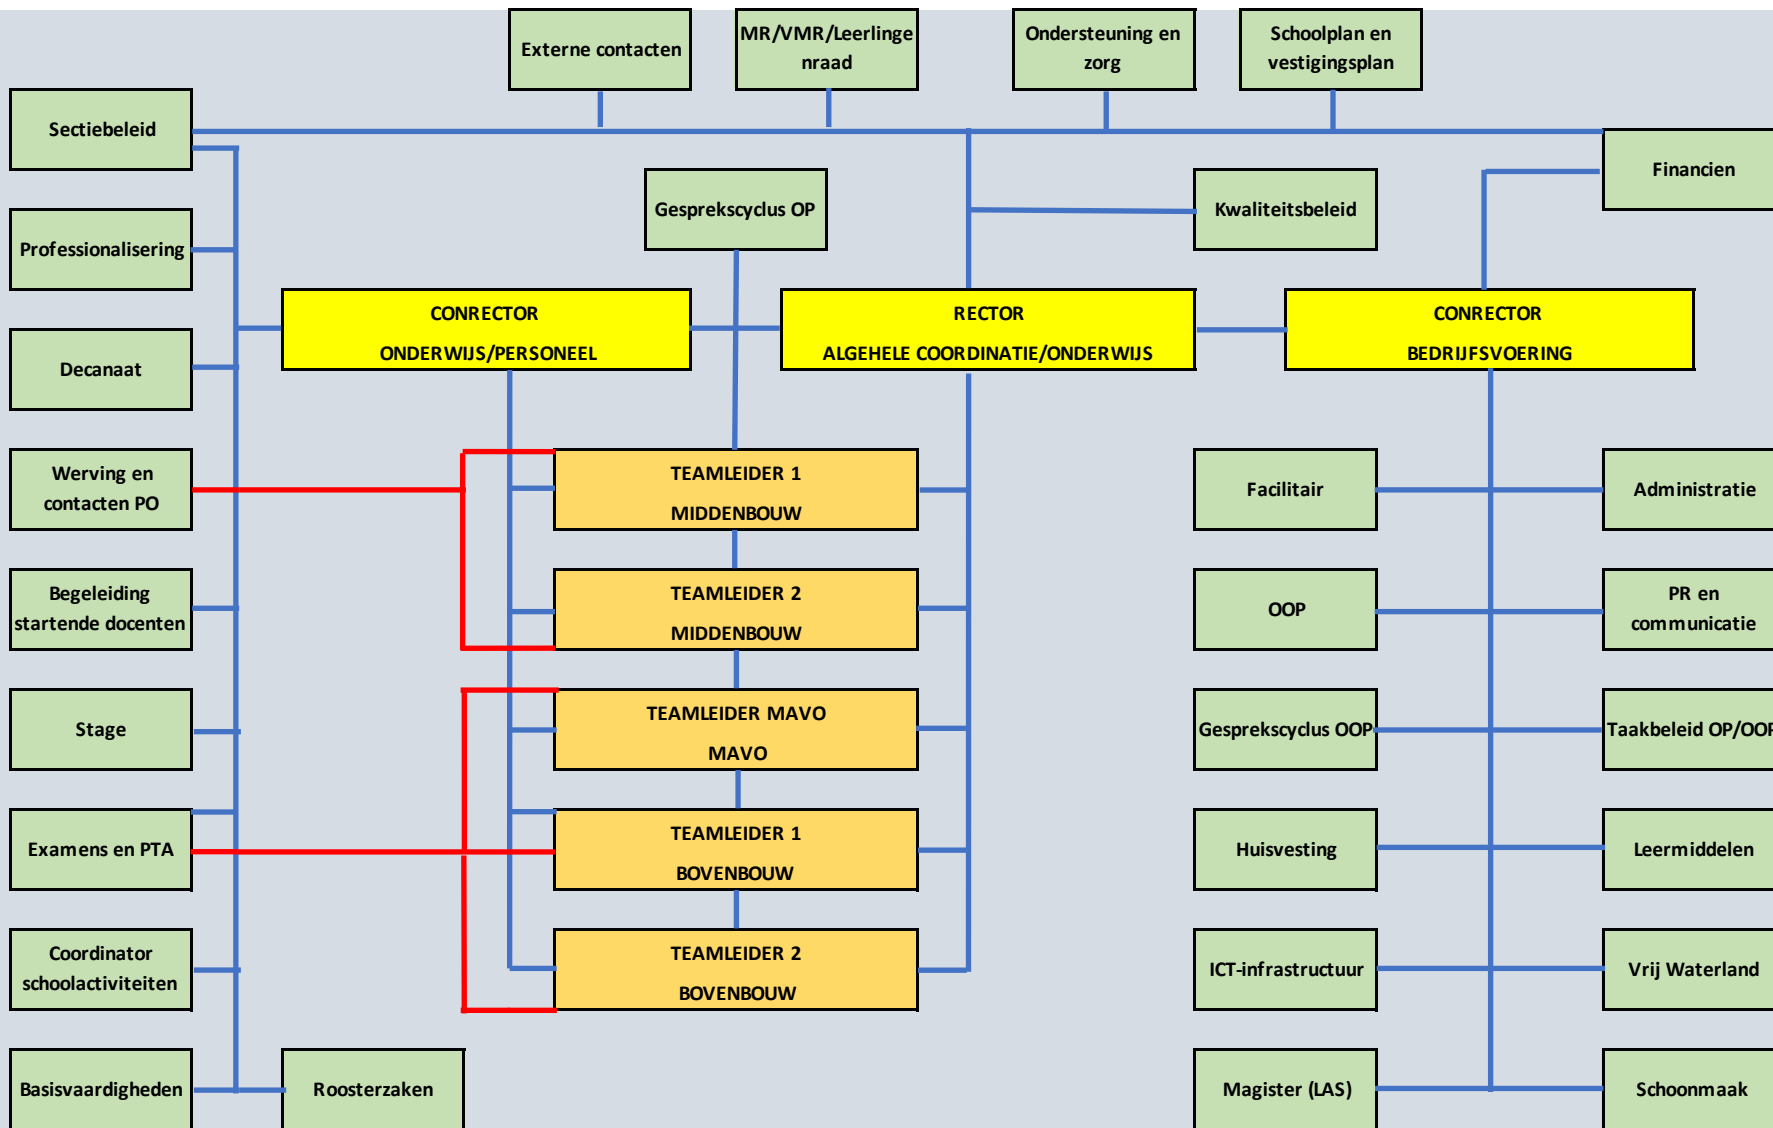 Externe contacten
MR/VMR/Leerlinge
nraad
Ondersteuning en
zorg
Schoolplan en
vestigingsplan
Sectiebeleid
Financien
Gesprekscyclus OP
Kwaliteitsbeleid
Professionalisering
CONRECTOR
ONDERWIJS/PERSONEEL
RECTOR
ALGEHELE COORDINATIE/ONDERWIJS
CONRECTOR
BEDRIJFSVOERING
Decanaat
Werving en
contacten PO
TEAMLEIDER 1
MIDDENBOUW
Facilitair
Administratie
Begeleiding
startende docenten
TEAMLEIDER 2
MIDDENBOUW
OOP
PR en
communicatie
Stage
TEAMLEIDER MAVO
MAVO
Gesprekscyclus OOP
Taakbeleid OP/OOP
Examens en PTA
TEAMLEIDER 1
BOVENBOUW
Huisvesting
Leermiddelen
Coordinator
schoolactiviteiten
TEAMLEIDER 2
BOVENBOUW
ICT-infrastructuur
Vrij Waterland
Basisvaardigheden
Roosterzaken
Magister (LAS)
Schoonmaak